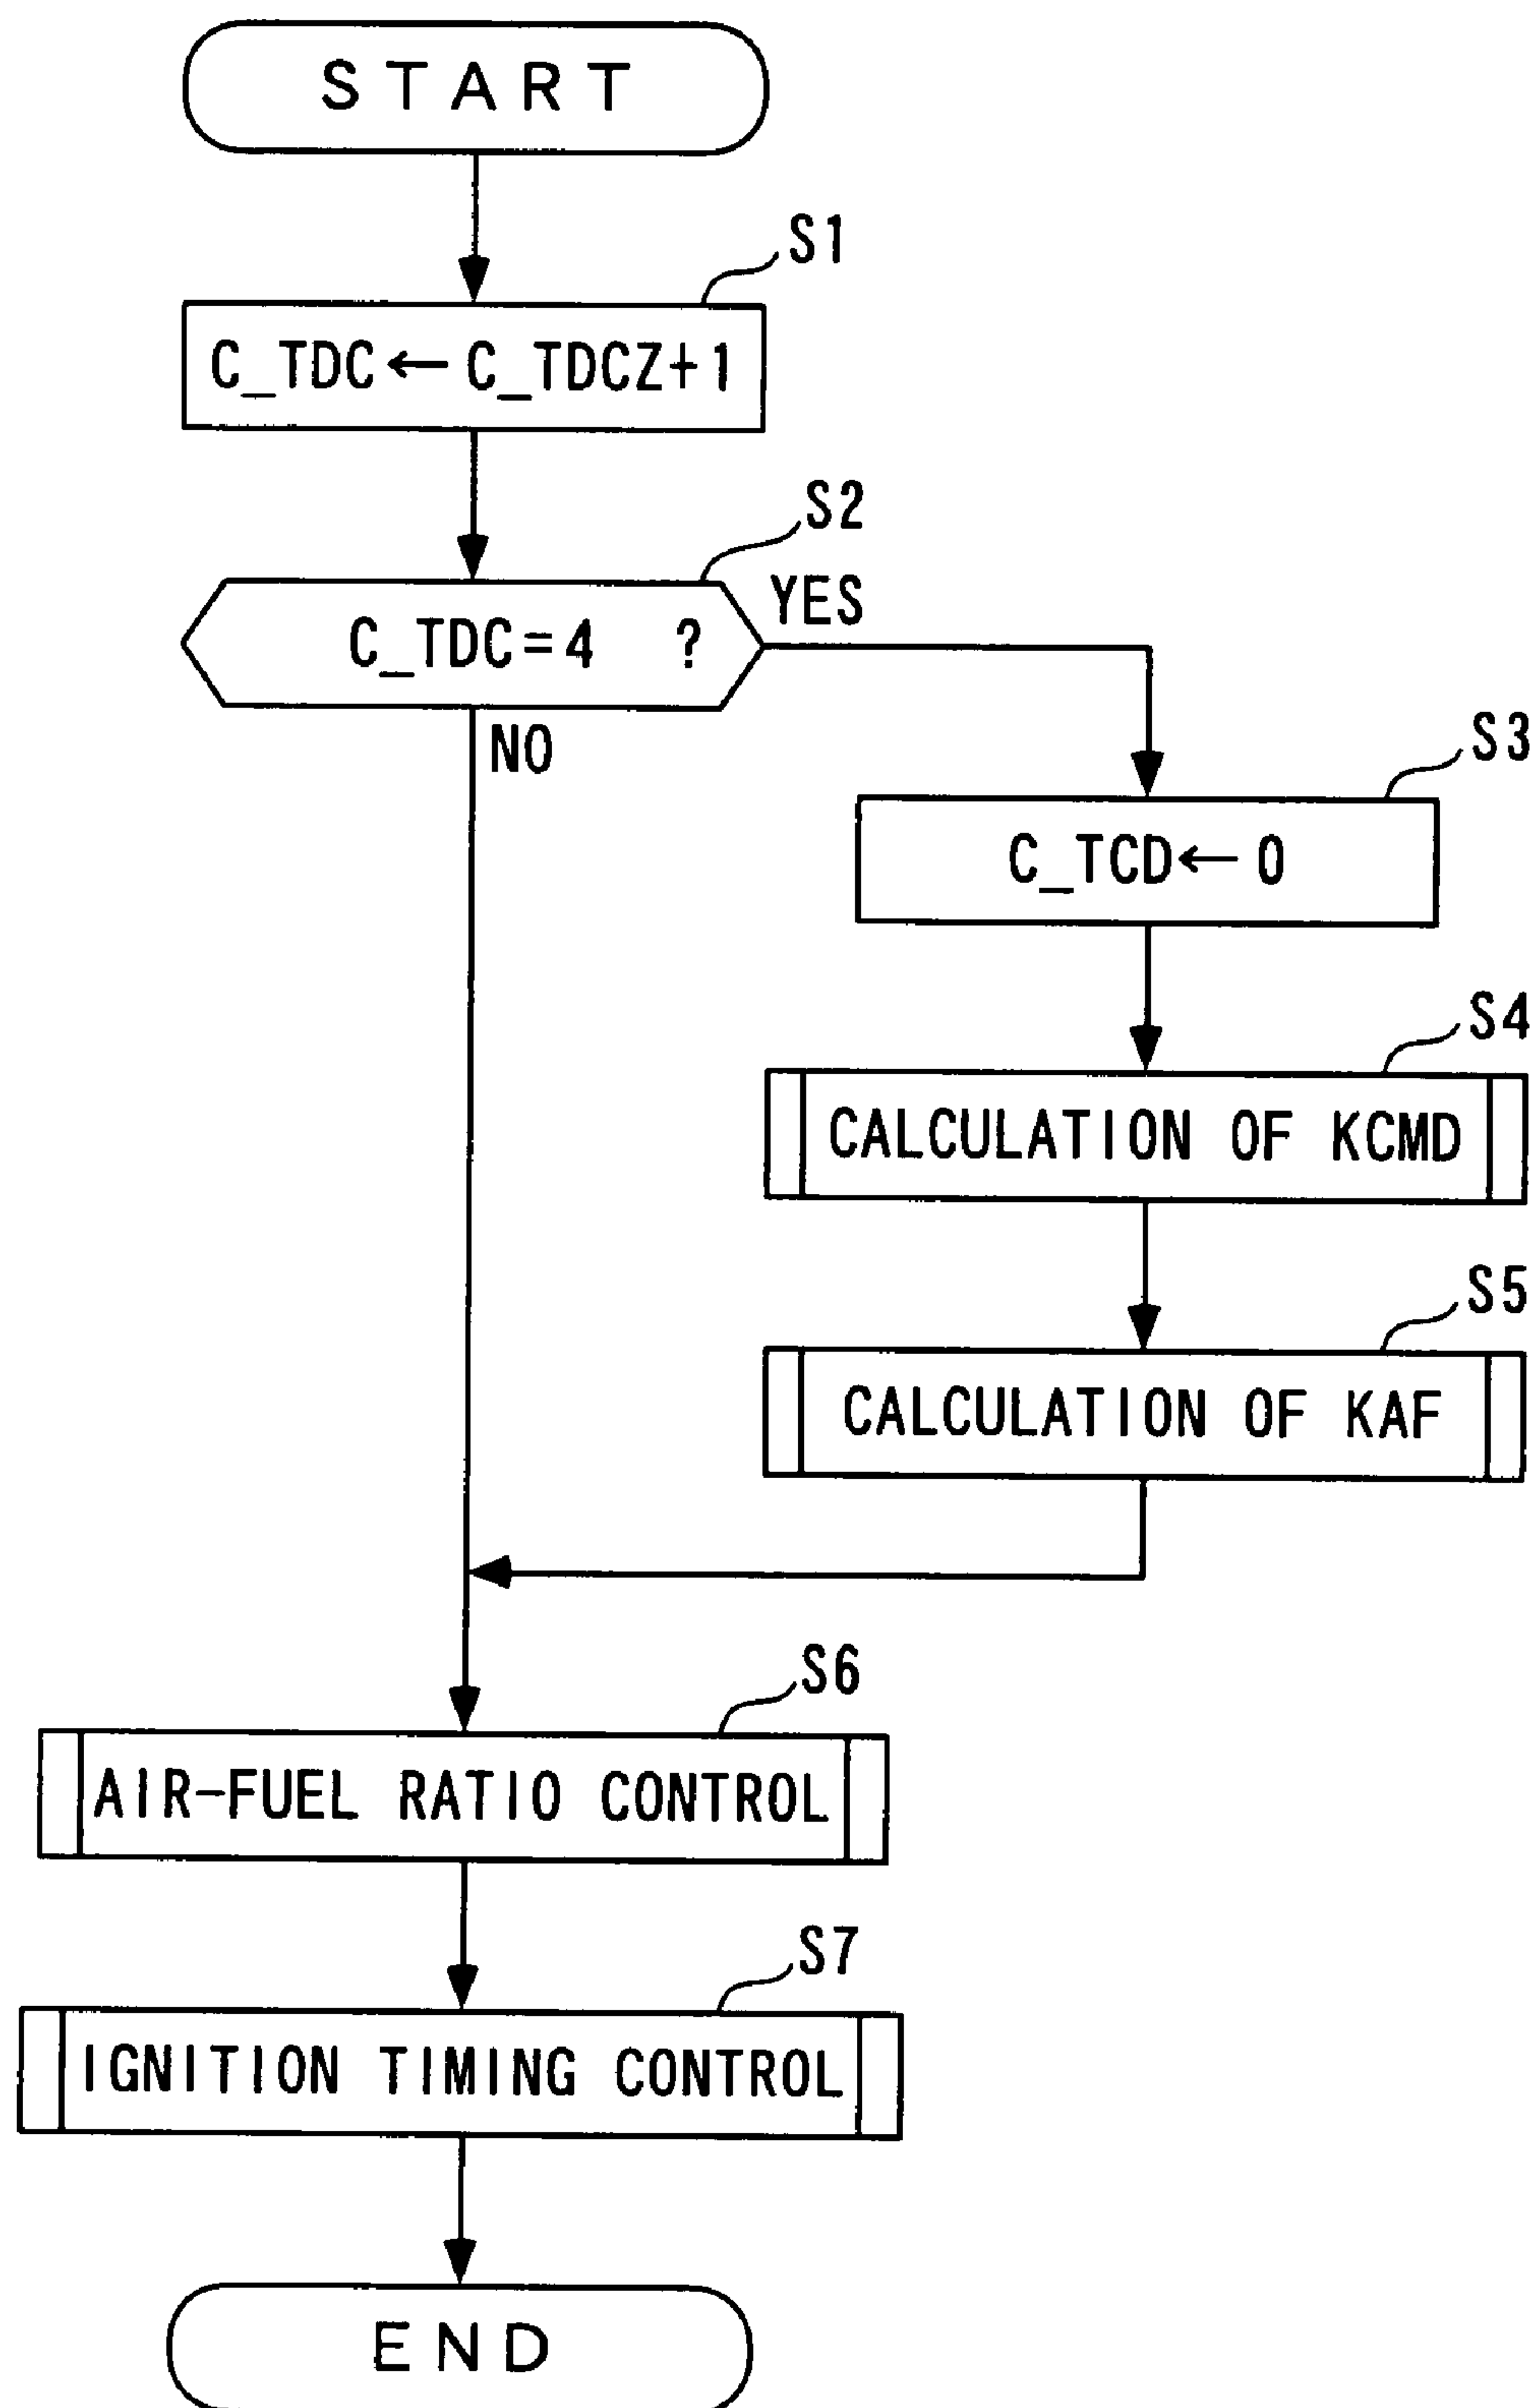 START
S1
C_TDC←C_TDCZ+1
S2
C_TDC=4 ?
YES
NO
S3
C_TCD←0
S4
CALCULATION OF KCMD
S5
CALCULATION OF KAF
S6
AIR-FUEL RATIO CONTROL
S7
IGNITION TIMING CONTROL
END